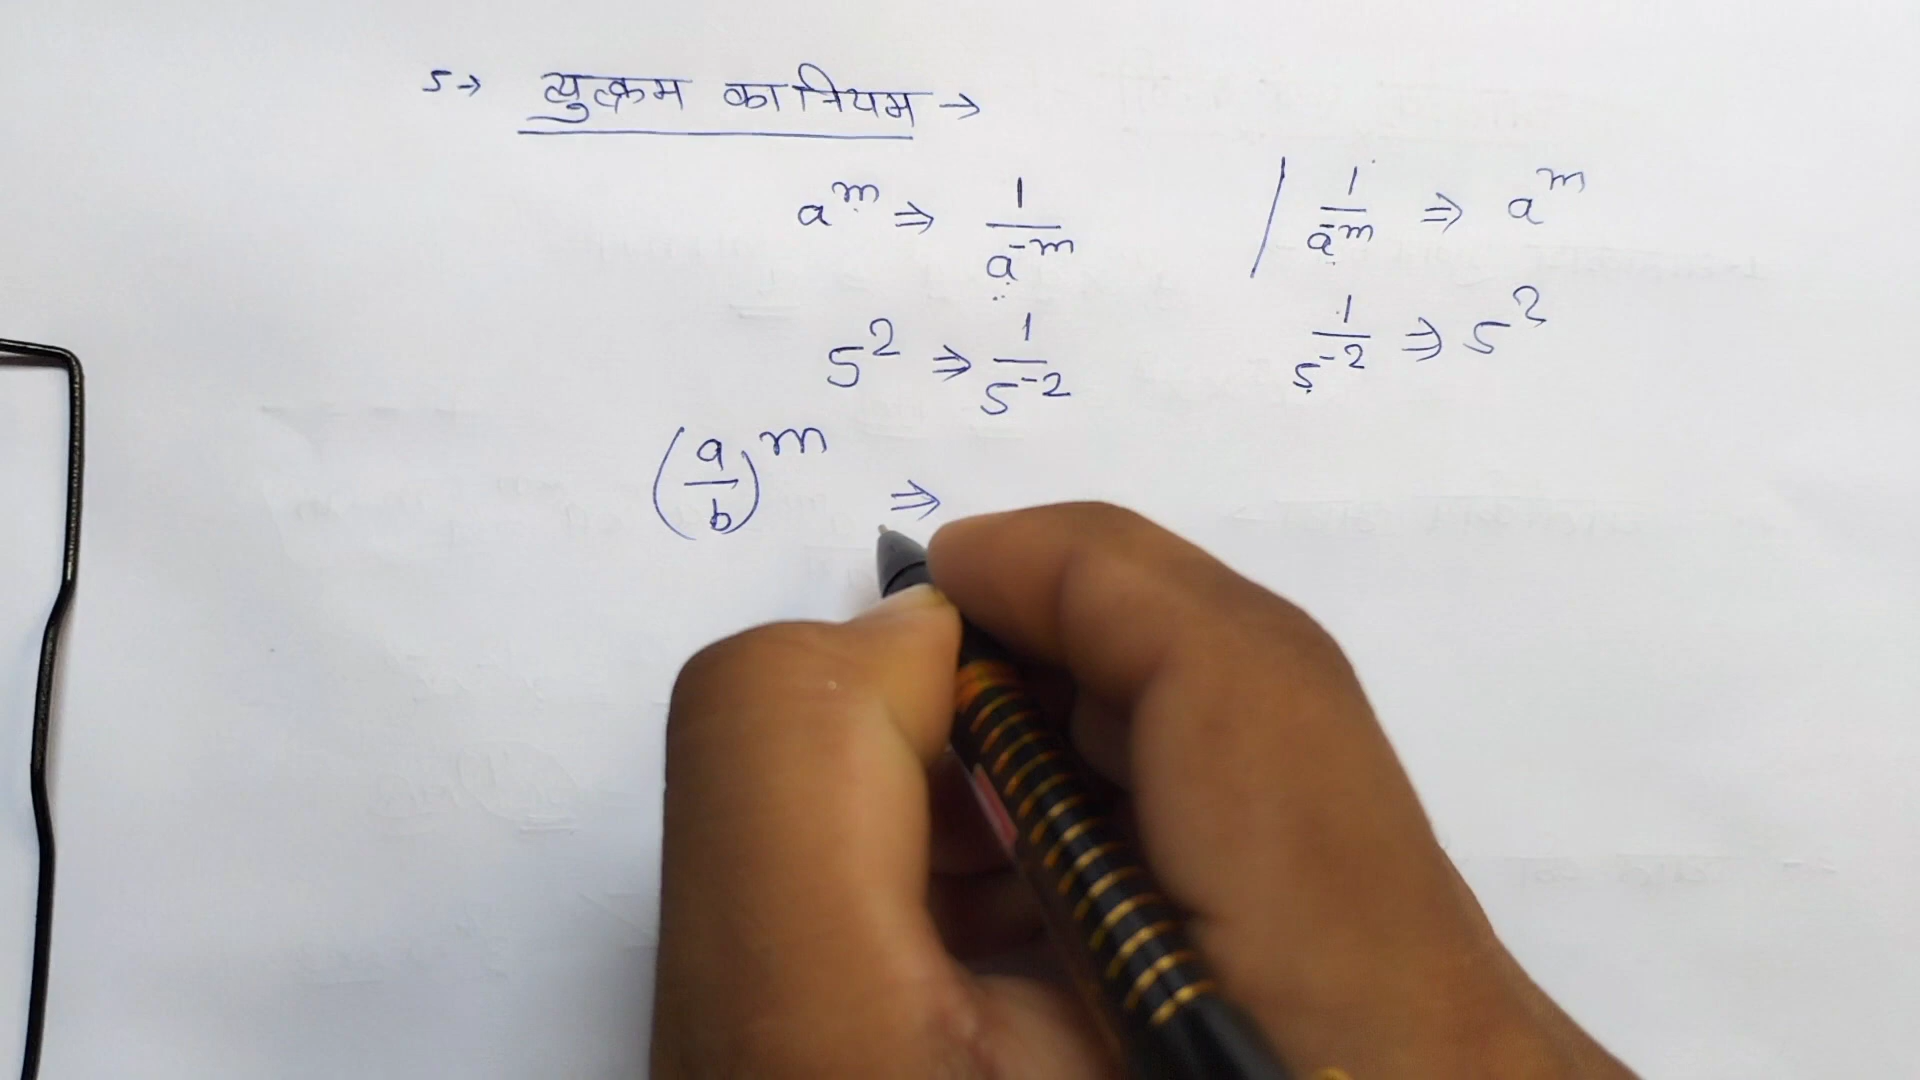 5→ व्युत्क्रम का नियम →
a^m ⇒ 1/a^-m / 1/a^-m ⇒ a^m
5^2 ⇒ 1/5^-2 1/5^-2 ⇒ 5^2
(a/b)^m ⇒